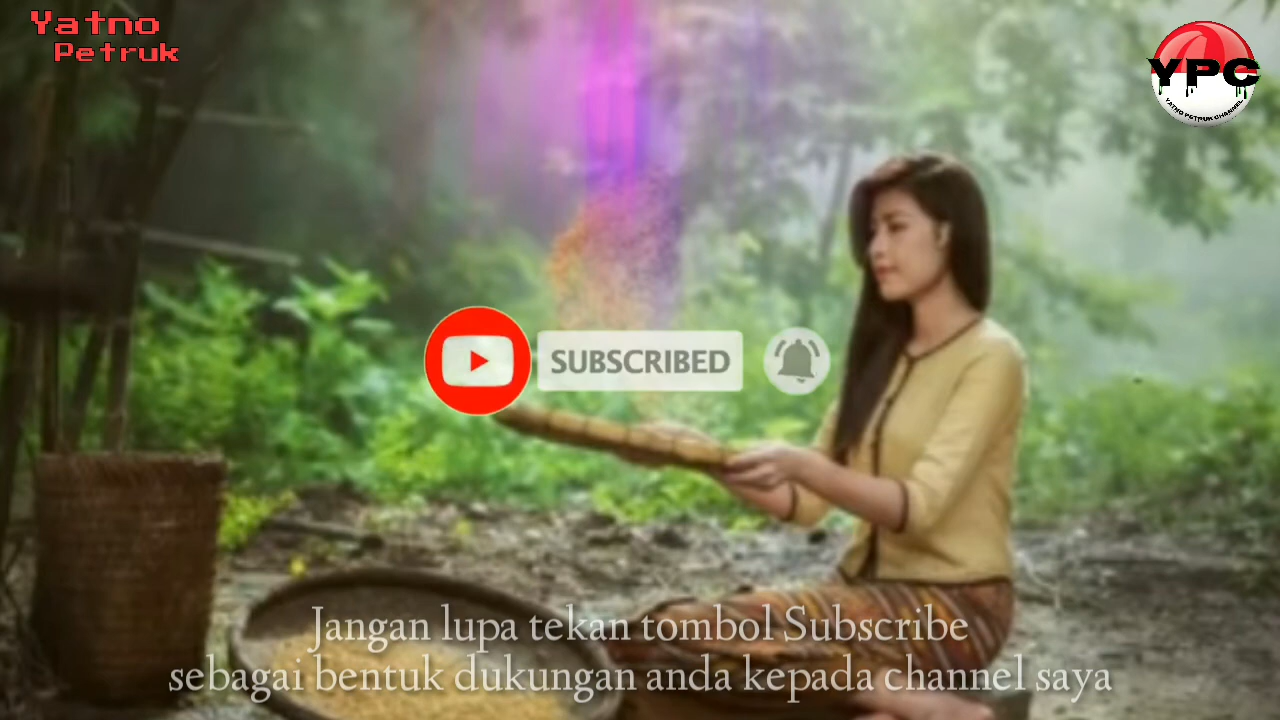 Yatno
Petruk
YPC
YATNO PETRUK CHANNEL
SUBSCRIBED
Jangan lupa tekan tombol Subscribe
sebagai bentuk dukungan anda kepada channel saya